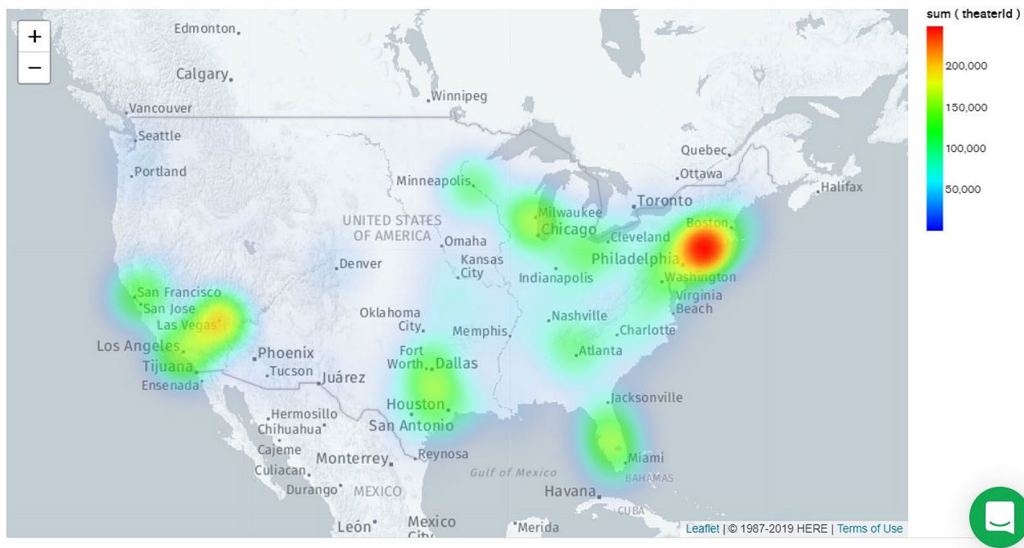 +
−
sum ( theaterId )
200,000
150,000
100,000
50,000
Edmonton
Calgary
Winnipeg
Vancouver
Seattle
Portland
Quebec
Ottawa
Halifax
Toronto
Minneapolis
UNITED STATES
OF AMERICA
Milwaukee
Chicago
Boston
Cleveland
Omaha
Philadelphia
Denver
Kansas
City
Indianapolis
Washington
San Francisco
San Jose
Virginia
Beach
Las Vegas
Oklahoma
City
Nashville
Memphis
Charlotte
Los Angeles
Phoenix
Fort
Worth
Dallas
Atlanta
Tijuana
Tucson
Ensenada
Juárez
Houston
Jacksonville
San Antonio
Hermosillo
Chihuahua
Cajeme
Monterrey
Reynosa
Miami
Culiacan
Gulf of Mexico
BAHAMAS
Durango
MEXICO
Havana
CUBA
León
Mexico
City
Merida
Leaflet | © 1987-2019 HERE | Terms of Use